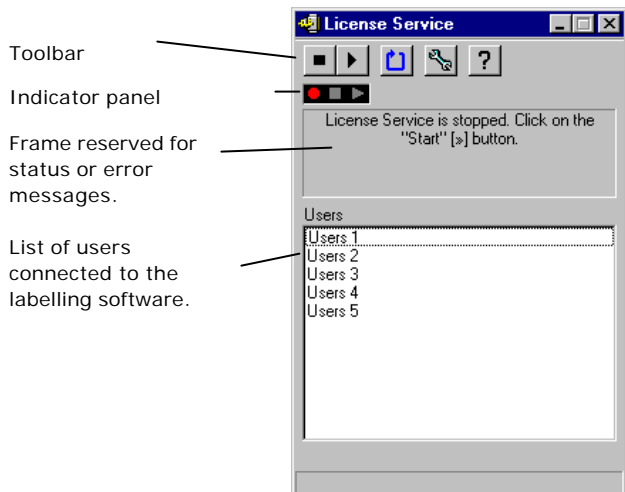 Toolbar
Indicator panel
Frame reserved for
status or error
messages.
List of users
connected to the
labelling software.
License Service
?
License Service is stopped. Click on the
"Start" [»] button.
Users
Users 1
Users 2
Users 3
Users 4
Users 5